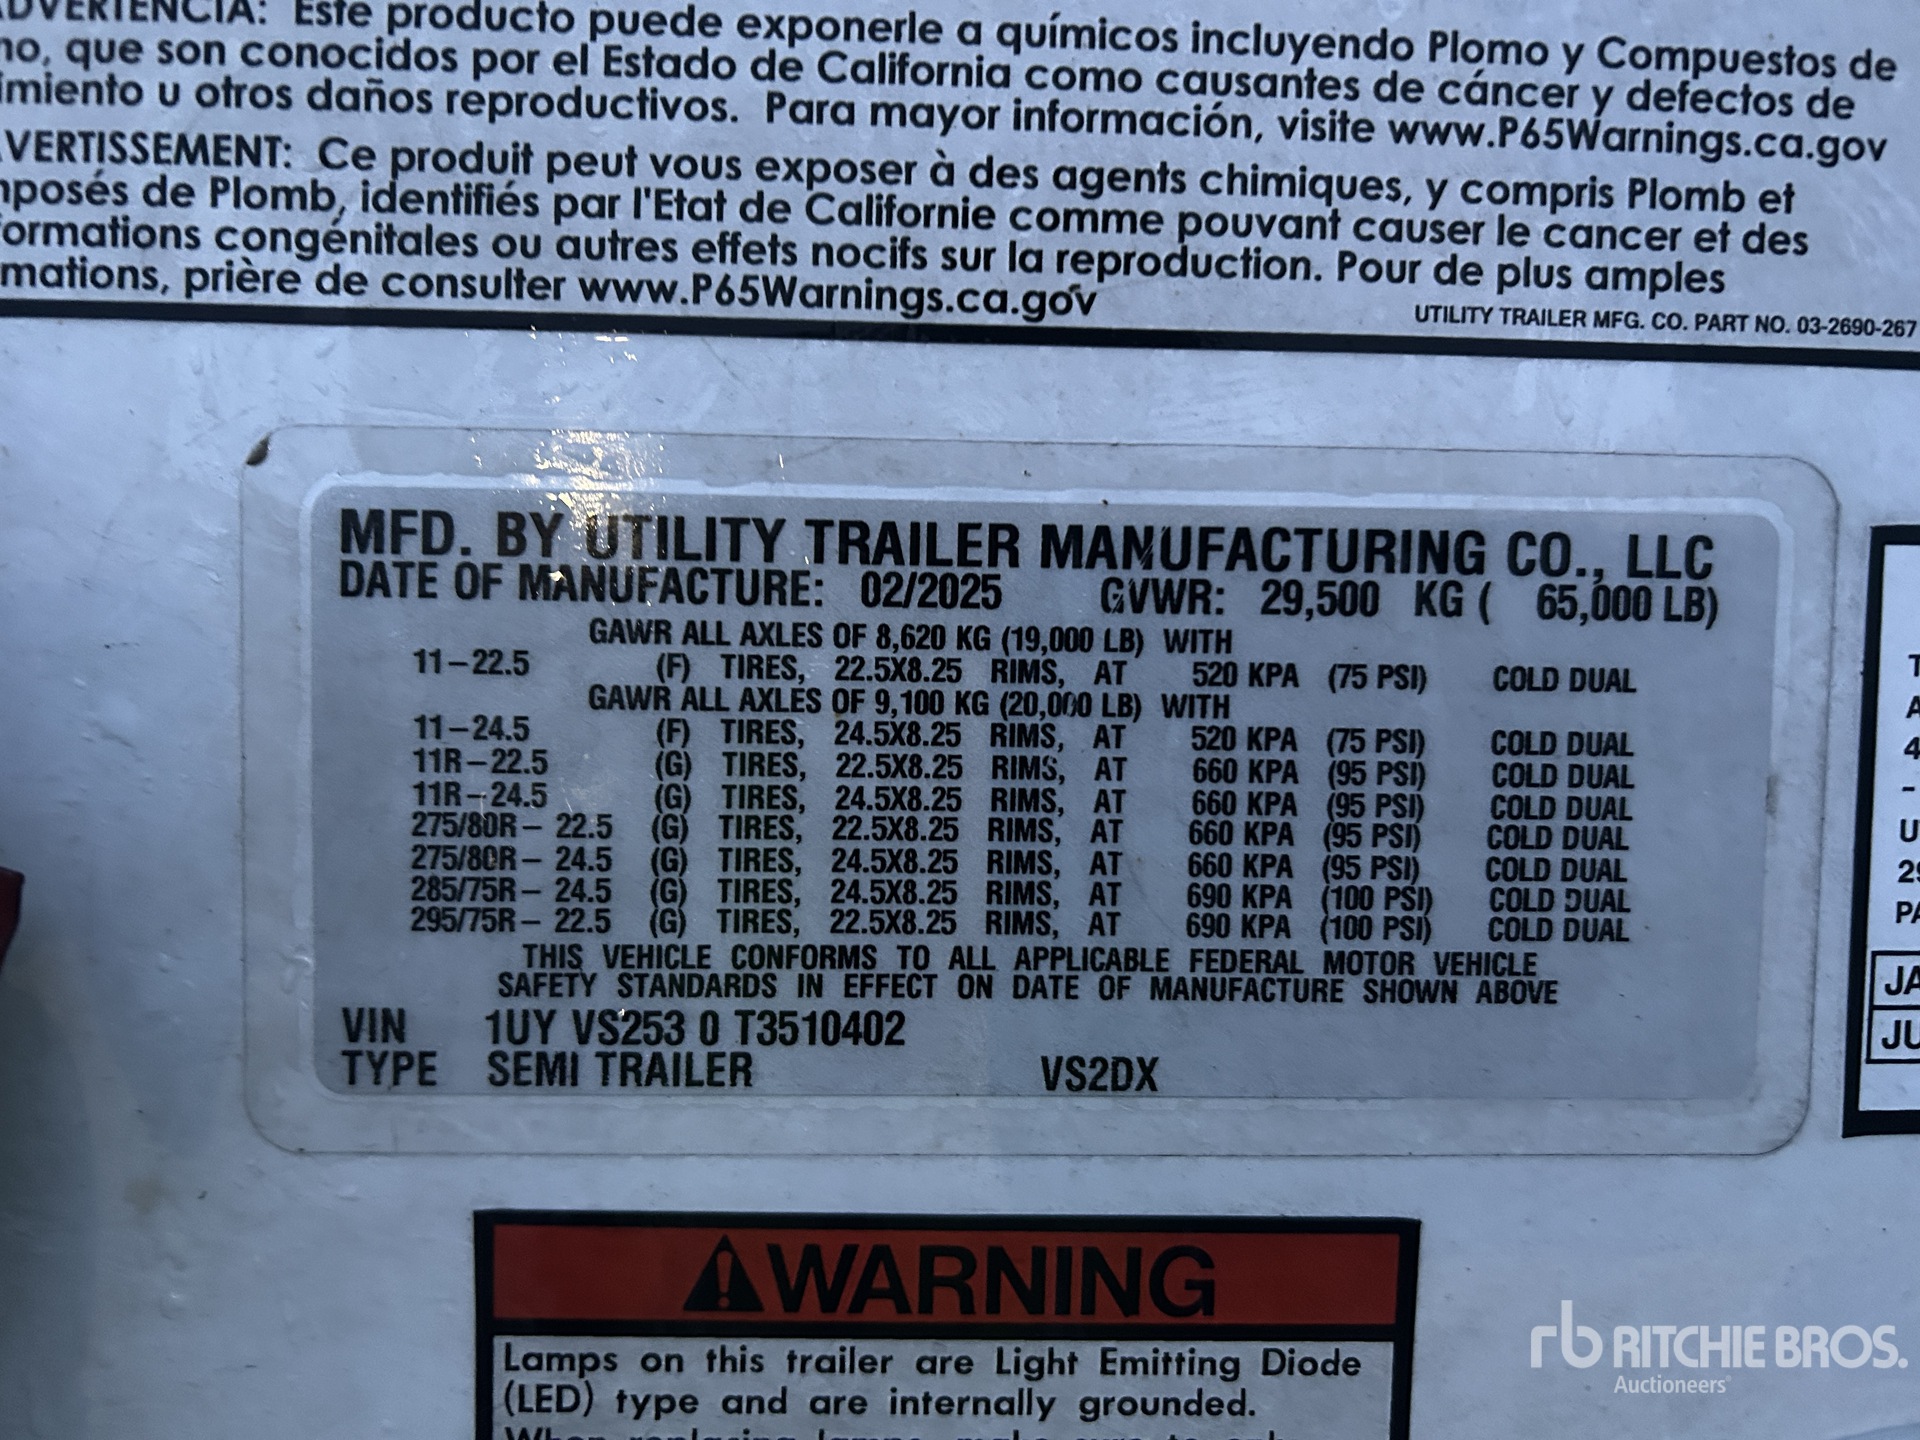 ADVERTENCIA: Este producto puede exponerle a químicos incluyendo Plomo y Compuestos de
que son conocidos por el Estado de California como causantes de cáncer y defectos de
u otros daños reproductivos. Para mayor información, visite www.P65Warnings.ca.gov
VERTISSEMENT: Ce produit peut vous exposer à des agents chimiques, y compris Plomb et
mposés de Plomb, identifiés par l'Etat de Californie comme pouvant causer le cancer et des
formations congénitales ou autres effets nocifs sur la reproduction. Pour de plus amples
mations, prière de consulter www.P65Warnings.ca.gov
UTILITY TRAILER MFG. CO. PART NO. 03-2690-267
MFD. BY UTILITY TRAILER MANUFACTURING CO., LLC
DATE OF MANUFACTURE: 02/2025 GVWR: 29,500 KG ( 65,000 LB)
GAWR ALL AXLES OF 8,620 KG (19,000 LB) WITH
11-22.5 (F) TIRES, 22.5X8.25 RIMS, AT 520 KPA (75 PSI) COLD DUAL
GAWR ALL AXLES OF 9,100 KG (20,000 LB) WITH
11-24.5 (F) TIRES, 24.5X8.25 RIMS, AT 520 KPA (75 PSI) COLD DUAL
11R-22.5 (G) TIRES, 22.5X8.25 RIMS, AT 660 KPA (95 PSI) COLD DUAL
11R-24.5 (G) TIRES, 24.5X8.25 RIMS, AT 660 KPA (95 PSI) COLD DUAL
275/80R- 22.5 (G) TIRES, 22.5X8.25 RIMS, AT 660 KPA (95 PSI) COLD DUAL
275/80R- 24.5 (G) TIRES, 24.5X8.25 RIMS, AT 660 KPA (95 PSI) COLD DUAL
285/75R- 24.5 (G) TIRES, 24.5X8.25 RIMS, AT 690 KPA (100 PSI) COLD DUAL
295/75R- 22.5 (G) TIRES, 22.5X8.25 RIMS, AT 690 KPA (100 PSI) COLD DUAL
THIS VEHICLE CONFORMS TO ALL APPLICABLE FEDERAL MOTOR VEHICLE
SAFETY STANDARDS IN EFFECT ON DATE OF MANUFACTURE SHOWN ABOVE
VIN 1UY VS253 0 T3510402
TYPE SEMI TRAILER VS2DX
WARNING
Lamps on this trailer are Light Emitting Diode
(LED) type and are internally grounded.
rb RITCHIE BROS.
Auctioneers